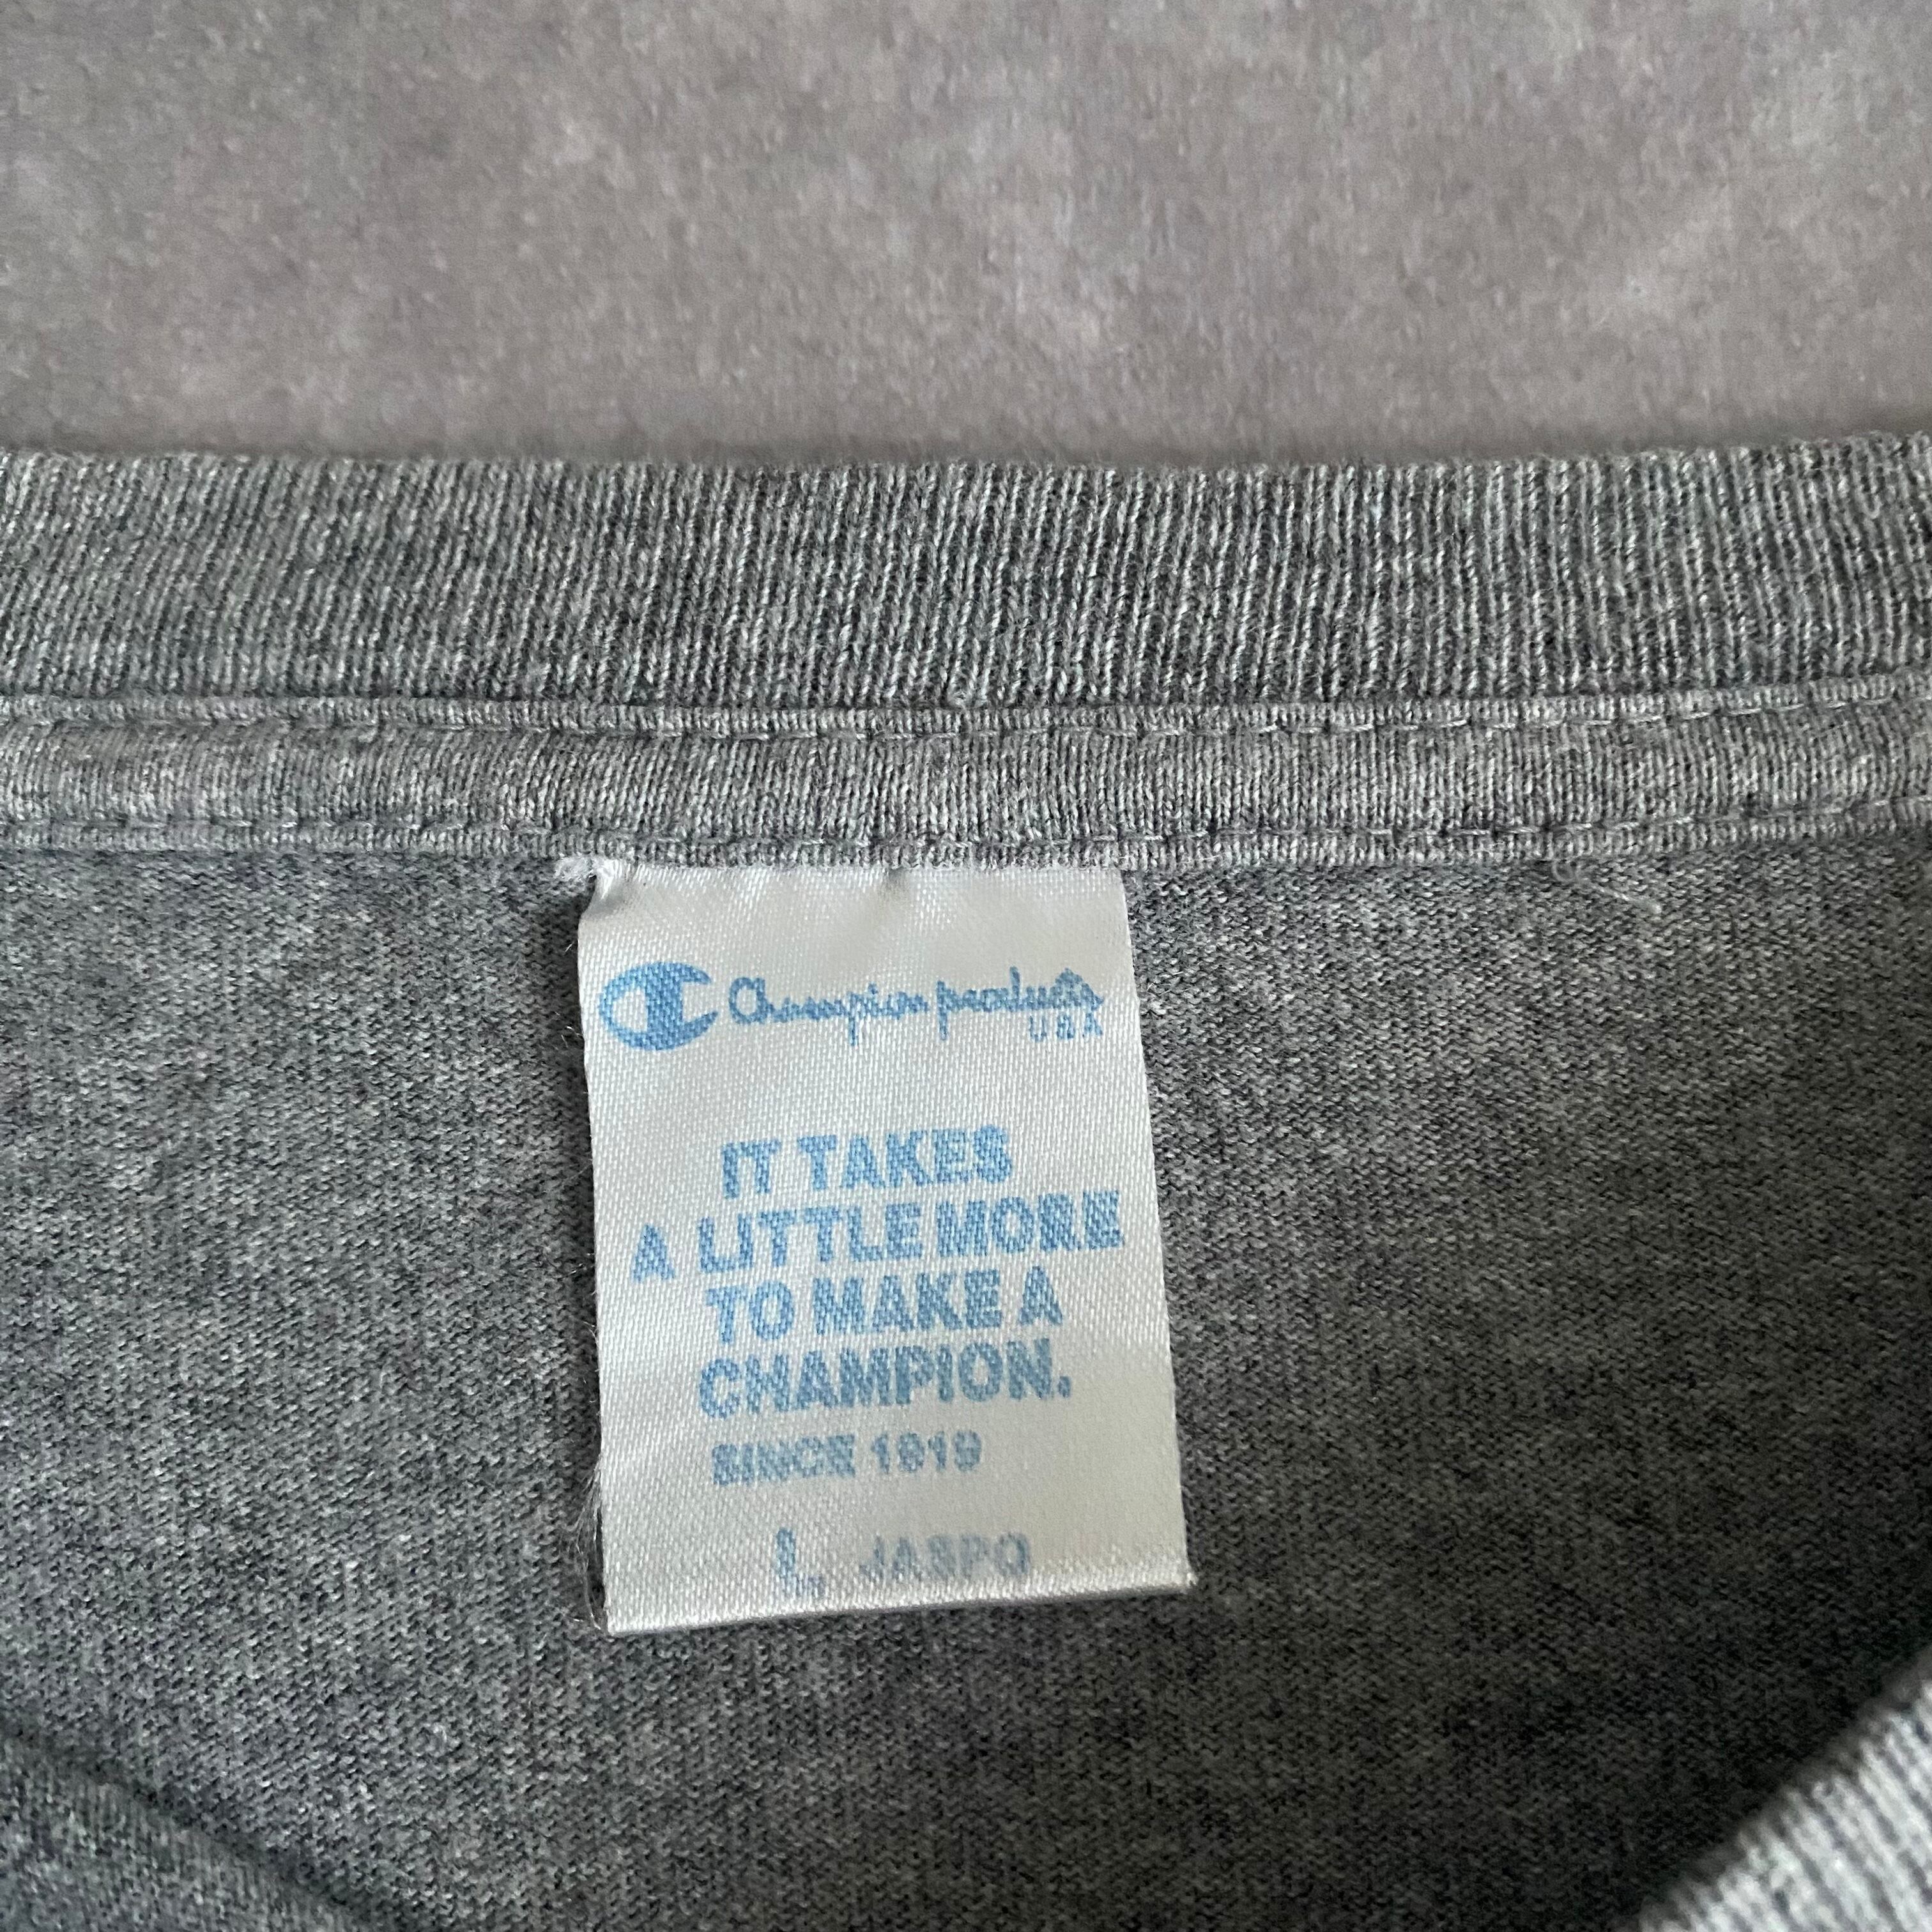 C Champion products
USA
IT TAKES
A LITTLE MORE
TO MAKE A
CHAMPION.
SINCE 1919
L JASPO